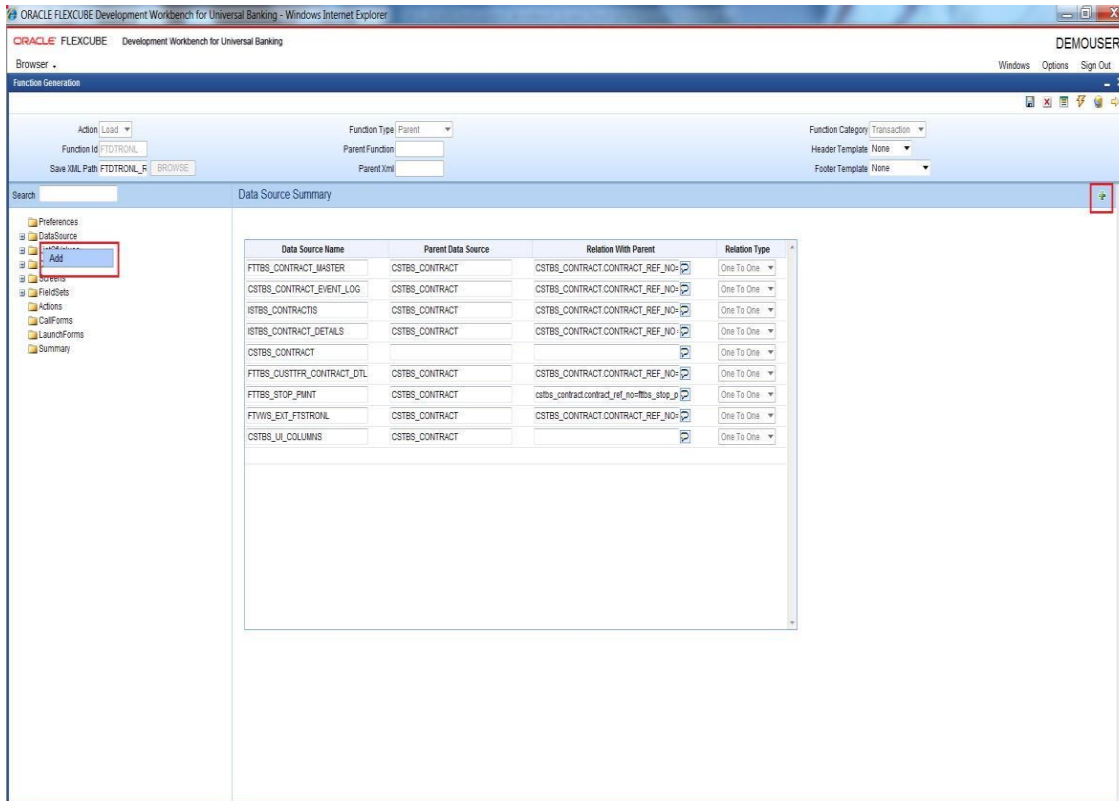 ORACLE FLEXCUBE Development Workbench for Universal Banking - Windows Internet Explorer
ORACLE FLEXCUBE Development Workbench for Universal Banking
DEMOUSER
Browser
Windows Options Sign Out
Function Generation
Action Load Function Type Parent Function Category Transaction
Function Id FTDTRONL Parent Function Header Template None
Save XML Path FTDTRONL_R BROWSE Parent Xml Footer Template None
Search Data Source Summary
Preferences
DataSource
Add
Screens
FieldSets
Actions
CallForms
LaunchForms
Summary
Data Source Name Parent Data Source Relation With Parent Relation Type
FTTBS_CONTRACT_MASTER CSTBS_CONTRACT CSTBS_CONTRACT.CONTRACT_REF_NO= One To One
CSTBS_CONTRACT_EVENT_LOG CSTBS_CONTRACT CSTBS_CONTRACT.CONTRACT_REF_NO= One To One
ISTBS_CONTRACTIS CSTBS_CONTRACT CSTBS_CONTRACT.CONTRACT_REF_NO= One To One
ISTBS_CONTRACT_DETAILS CSTBS_CONTRACT CSTBS_CONTRACT.CONTRACT_REF_NO One To One
CSTBS_CONTRACT One To One
FTTBS_CUSTTFR_CONTRACT_DTL CSTBS_CONTRACT CSTBS_CONTRACT.CONTRACT_REF_NO= One To One
FTTBS_STOP_PMNT CSTBS_CONTRACT cstbs_contract.contract_ref_no=fttbs_stop_p One To One
FTVWS_EXT_FTSTRONL CSTBS_CONTRACT CSTBS_CONTRACT.CONTRACT_REF_NO= One To One
CSTBS_UI_COLUMNS CSTBS_CONTRACT One To One